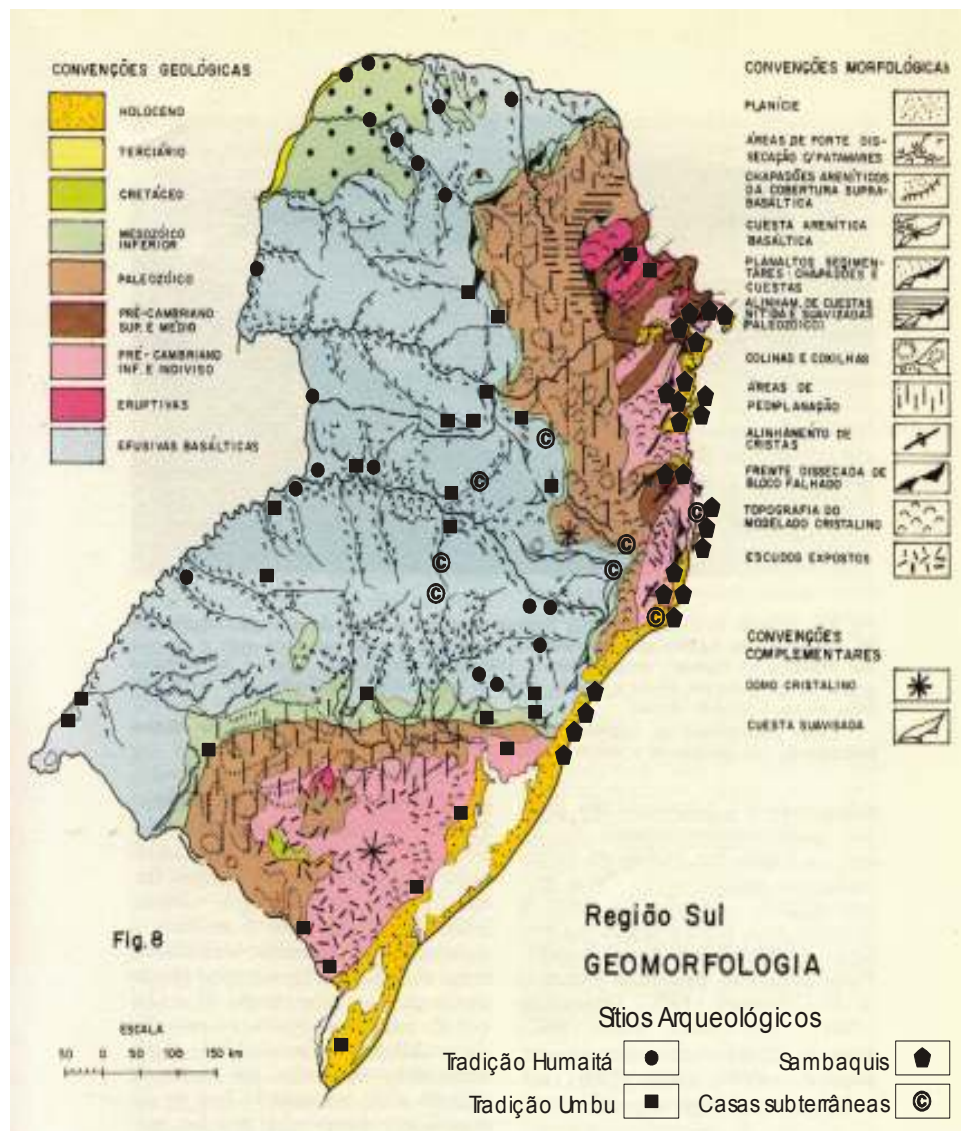 CONVENÇÕES GEOLÓGICAS
HOLOCENO
TERCIÁRIO
CRETÁCEO
MESOZÓICO
INFERIOR
PALEOZÓICO
PRÉ-CAMBRIANO
SUP. E MÉDIO
PRÉ-CAMBRIANO
INF. E INDIVISO
ERUPTIVAS
EFUSIVAS BASÁLTICAS
CONVENÇÕES MORFOLÓGICAS
PLANÍCIE
ÁREAS DE FORTE DIS-
SECAÇÃO C/PATAMARES
CHAPADÕES ARENÍTICOS
DA COBERTURA SUPRA-
BASÁLTICA
CUESTA ARENÍTICA
BASÁLTICA
PLANALTOS SEDIMEN-
TARES: CHAPADÕES E
CUESTAS
ALINHAM. DE CUESTAS
NÍTIDA E SUAVIZADAS
(PALEOZÓICO)
COLINAS E COXILHAS
ÁREAS DE
PEDIPLANAÇÃO
ALINHAMENTO DE
CRISTAS
FRENTE DISSECADA DE
BLOCO FALHADO
TOPOGRAFIA DO
MODELADO CRISTALINO
ESCUDOS EXPOSTOS
CONVENÇÕES
COMPLEMENTARES
DOMO CRISTALINO
CUESTA SUAVISADA
Fig. 8
Região Sul
GEOMORFOLOGIA
ESCALA
50 0 50 100 150 km
Sítios Arqueológicos
Tradição Humaitá
Sambaquis
Tradição Umbu
Casas subterrâneas